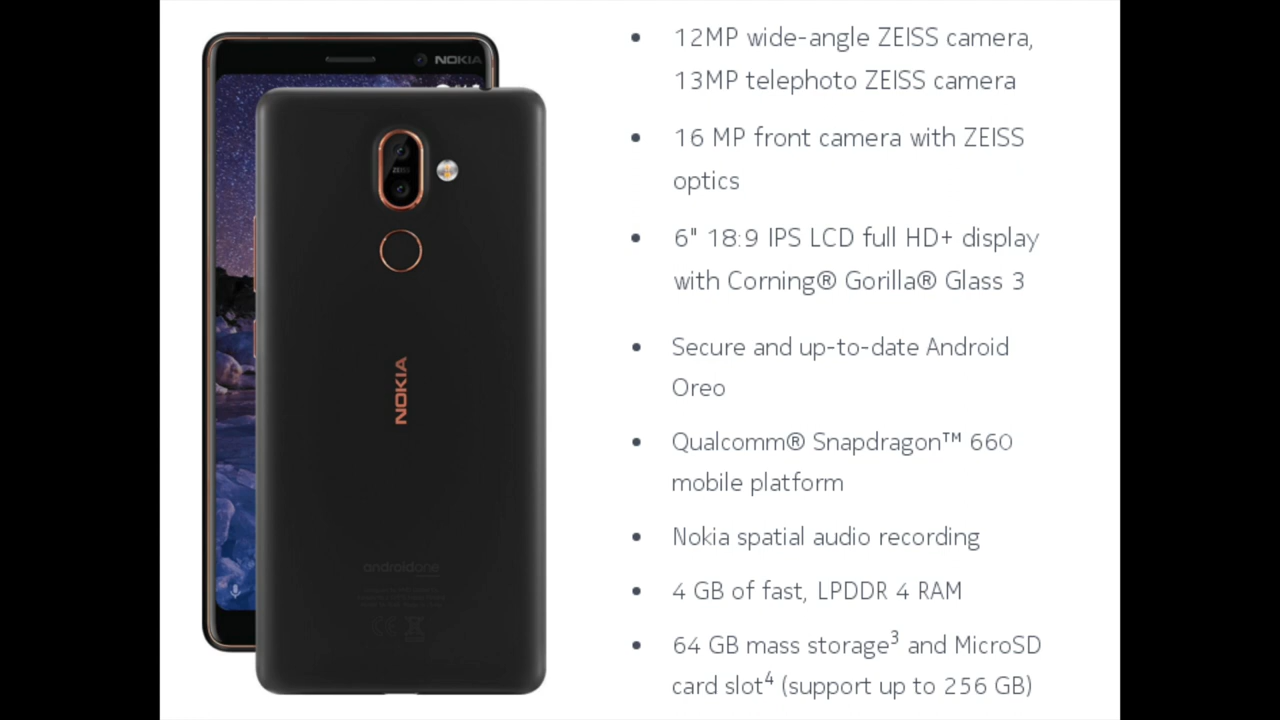 NOKIA
ZEISS
NOKIA
androidone
12MP wide-angle ZEISS camera,
13MP telephoto ZEISS camera
16 MP front camera with ZEISS
optics
6" 18:9 IPS LCD full HD+ display
with Corning® Gorilla® Glass 3
Secure and up-to-date Android
Oreo
Qualcomm® Snapdragon™ 660
mobile platform
Nokia spatial audio recording
4 GB of fast, LPDDR 4 RAM
64 GB mass storage³ and MicroSD
card slot⁴ (support up to 256 GB)